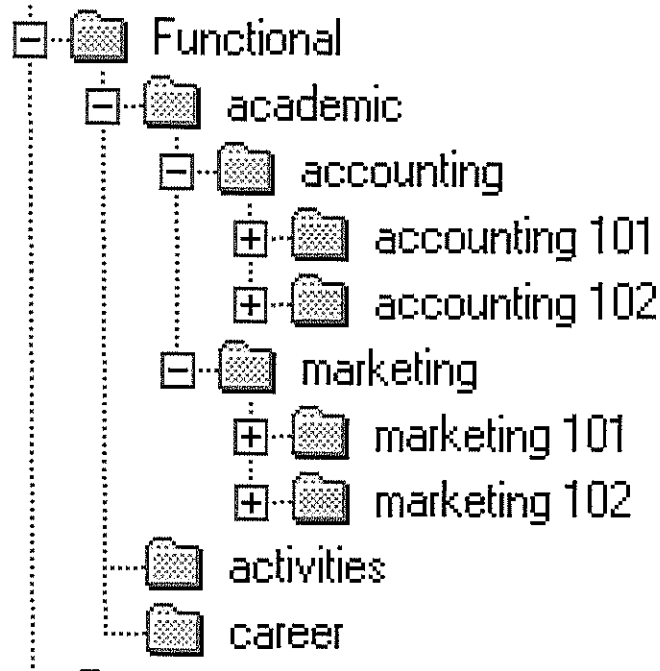 Functional
academic
accounting
accounting 101
accounting 102
marketing
marketing 101
marketing 102
activities
career